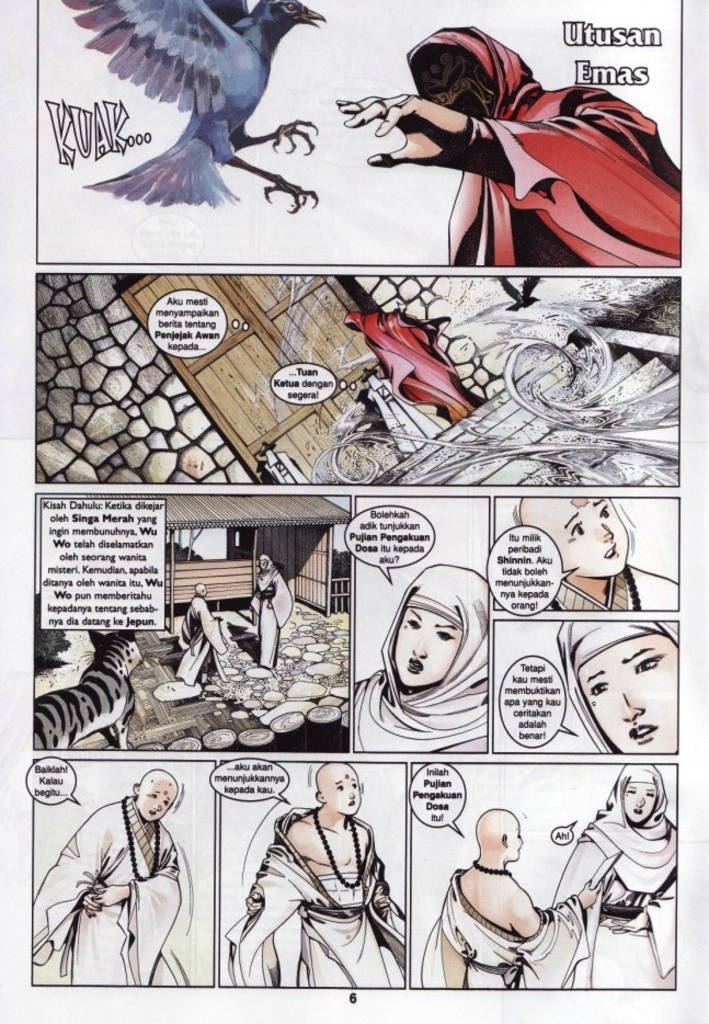 Utusan
Emas
KUAK...
Aku mesti
menyampaikan
berita tentang
Penjejak Awan
kepada...
...Tuan
Ketua dengan
segera!
Kisah Dahulu: Ketika dikejar
oleh Singa Merah yang
ingin membunuhnya, Wu
Wo telah diselamatkan
oleh seorang wanita
misteri. Kemudian, apabila
ditanya oleh wanita itu, Wu
Wo pun memberitahu
kepadanya tentang sebab-
nya dia datang ke Jepun.
Bolehkah
adik tunjukkan
Pujian Pengakuan
Dosa itu kepada
aku?
Itu milik
peribadi
Shinnin. Aku
tidak boleh
menunjukkan-
nya kepada
orang!
Tetapi
kau mesti
membuktikan
apa yang kau
ceritakan
adalah
benar!
Baiklah!
Kalau
begitu...
...aku akan
menunjukkannya
kepada kau.
Inilah
Pujian
Pengakuan
Dosa
itu!
Ah!
6